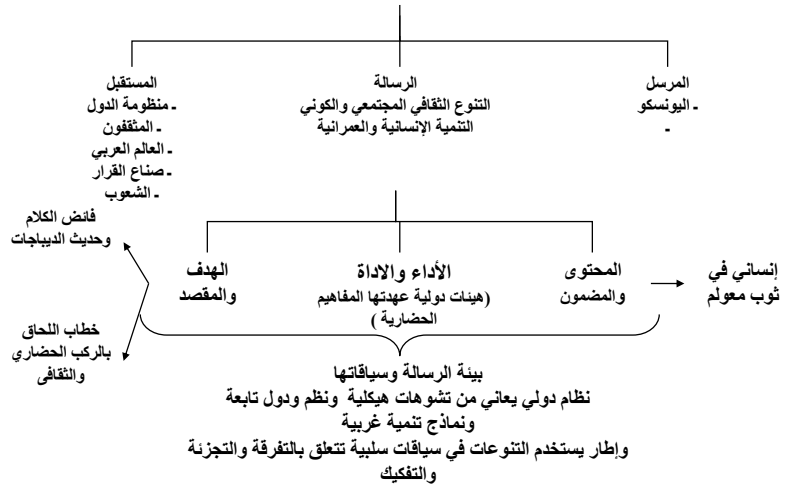 المرسل
ـ اليونسكو
ـ
الرسالة
التنوع الثقافي المجتمعي والكوني
التنمية الإنسانية والعمرانية
المستقبل
ـ منظومة الدول
ـ المثقفون
ـ العالم العربي
ـ صناع القرار
ـ الشعوب
إنساني في
ثوب معولم
المحتوى
والمضمون
الأداء والاداة
(هيئات دولية عهدتها المفاهيم
الحضارية )
الهدف
والمقصد
فائض الكلام
وحديث الديباجات
خطاب اللحاق
بالركب الحضاري
والثقافى
بيئة الرسالة وسياقاتها
نظام دولي يعاني من تشوهات هيكلية ونظم ودول تابعة
ونماذج تنمية غربية
وإطار يستخدم التنوعات في سياقات سلبية تتعلق بالتفرقة والتجزئة
والتفكيك